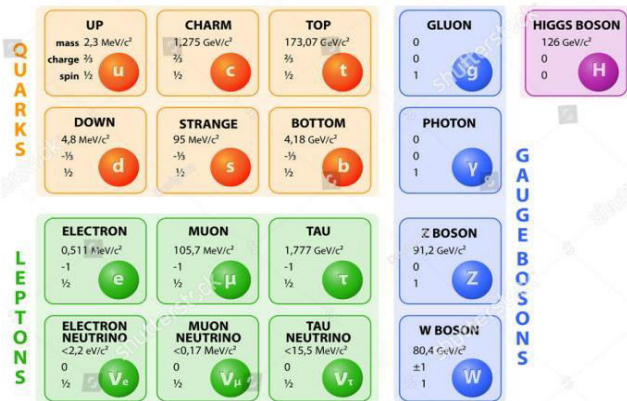 QUARKS
UP
mass 2,3 MeV/c²
charge ⅔
spin ½
u
CHARM
1,275 GeV/c²
⅔
½
c
TOP
173,07 GeV/c²
⅔
½
t
DOWN
4,8 MeV/c²
-⅓
½
d
STRANGE
95 MeV/c²
-⅓
½
s
BOTTOM
4,18 GeV/c²
-⅓
½
b
LEPTONS
ELECTRON
0,511 MeV/c²
-1
½
e
MUON
105,7 MeV/c²
-1
½
μ
TAU
1,777 GeV/c²
-1
½
τ
ELECTRON
NEUTRINO
<2,2 eV/c²
0
½
νe
MUON
NEUTRINO
<0,17 MeV/c²
0
½
νμ
TAU
NEUTRINO
<15,5 MeV/c²
0
½
ντ
GAUGE BOSONS
GLUON
0
0
1
g
PHOTON
0
0
1
γ
Z BOSON
91,2 GeV/c²
0
1
Z
W BOSON
80,4 GeV/c²
±1
1
W
HIGGS BOSON
126 GeV/c²
0
0
H
shutterstock